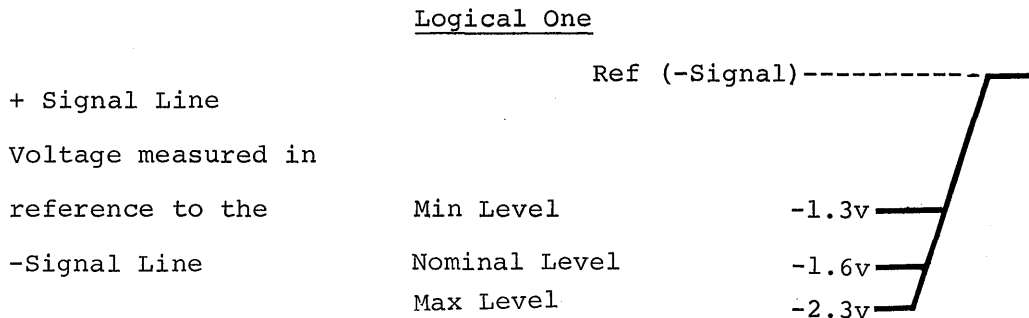 Logical One
Ref (-Signal)
+ Signal Line
Voltage measured in
reference to the
-Signal Line
Min Level -1.3v
Nominal Level -1.6v
Max Level -2.3v